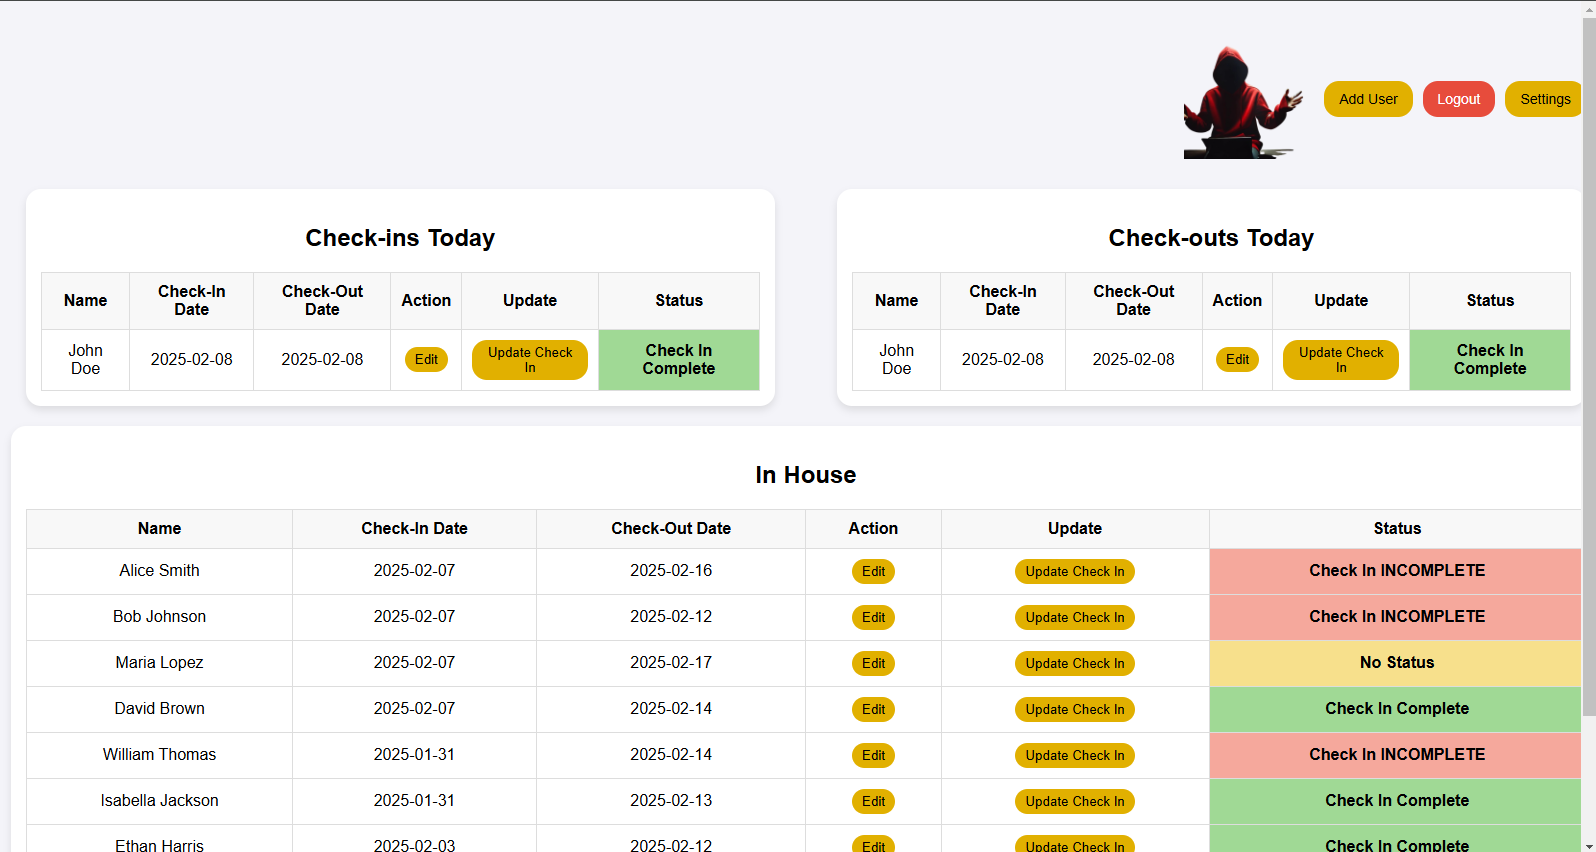 Add User Logout Settings
Check-ins Today
Name Check-In Date Check-Out Date Action Update Status
John Doe 2025-02-08 2025-02-08 Edit Update Check In Check In Complete
Check-outs Today
Name Check-In Date Check-Out Date Action Update Status
John Doe 2025-02-08 2025-02-08 Edit Update Check In Check In Complete
In House
Name Check-In Date Check-Out Date Action Update Status
Alice Smith 2025-02-07 2025-02-16 Edit Update Check In Check In INCOMPLETE
Bob Johnson 2025-02-07 2025-02-12 Edit Update Check In Check In INCOMPLETE
Maria Lopez 2025-02-07 2025-02-17 Edit Update Check In No Status
David Brown 2025-02-07 2025-02-14 Edit Update Check In Check In Complete
William Thomas 2025-01-31 2025-02-14 Edit Update Check In Check In INCOMPLETE
Isabella Jackson 2025-01-31 2025-02-13 Edit Update Check In Check In Complete
Ethan Harris 2025-02-03 2025-02-12 Edit Update Check In Check In Complete